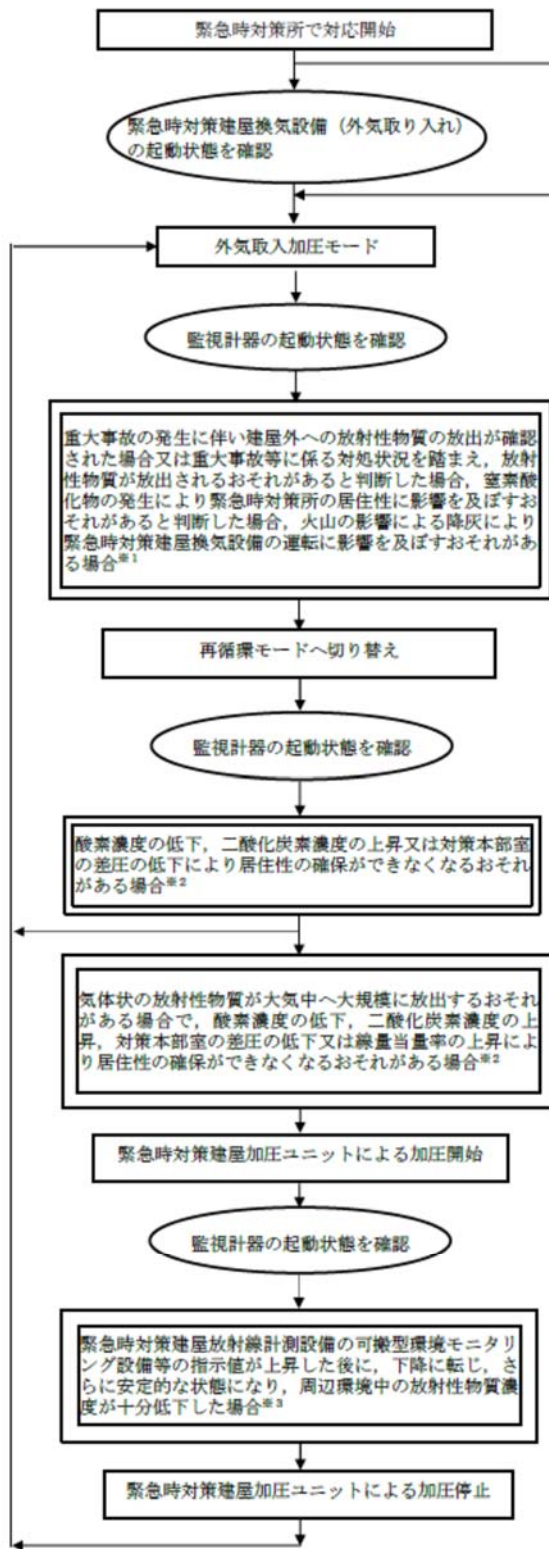 緊急時対策所で対応開始
緊急時対策建屋換気設備（外気取り入れ）
の起動状態を確認
外気取入加圧モード
監視計器の起動状態を確認
重大事故の発生に伴い建屋外への放射性物質の放出が確認
された場合又は重大事故等に係る対処状況を踏まえ，放射
性物質が放出されるおそれがあると判断した場合，窒素酸
化物の発生により緊急時対策所の居住性に影響を及ぼす
おそれがあると判断した場合，火山の影響による降灰により
緊急時対策建屋換気設備の運転に影響を及ぼすおそれがあ
る場合※1
再循環モードへ切り替え
監視計器の起動状態を確認
酸素濃度の低下，二酸化炭素濃度の上昇又は対策本部室
の差圧の低下により居住性の確保ができなくなるおそれ
がある場合※2
気体状の放射性物質が大気中へ大規模に放出するおそれ
がある場合で，酸素濃度の低下，二酸化炭素濃度の上
昇，対策本部室の差圧の低下又は線量当量率の上昇によ
り居住性の確保ができなくなるおそれがある場合※2
緊急時対策建屋加圧ユニットによる加圧開始
監視計器の起動状態を確認
緊急時対策建屋放射線計測設備の可搬型環境モニタリ
ング設備等の指示値が上昇した後に，下降に転じ，さ
らに安定的な状態になり，周辺環境中の放射性物質濃
度が十分低下した場合※3
緊急時対策建屋加圧ユニットによる加圧停止